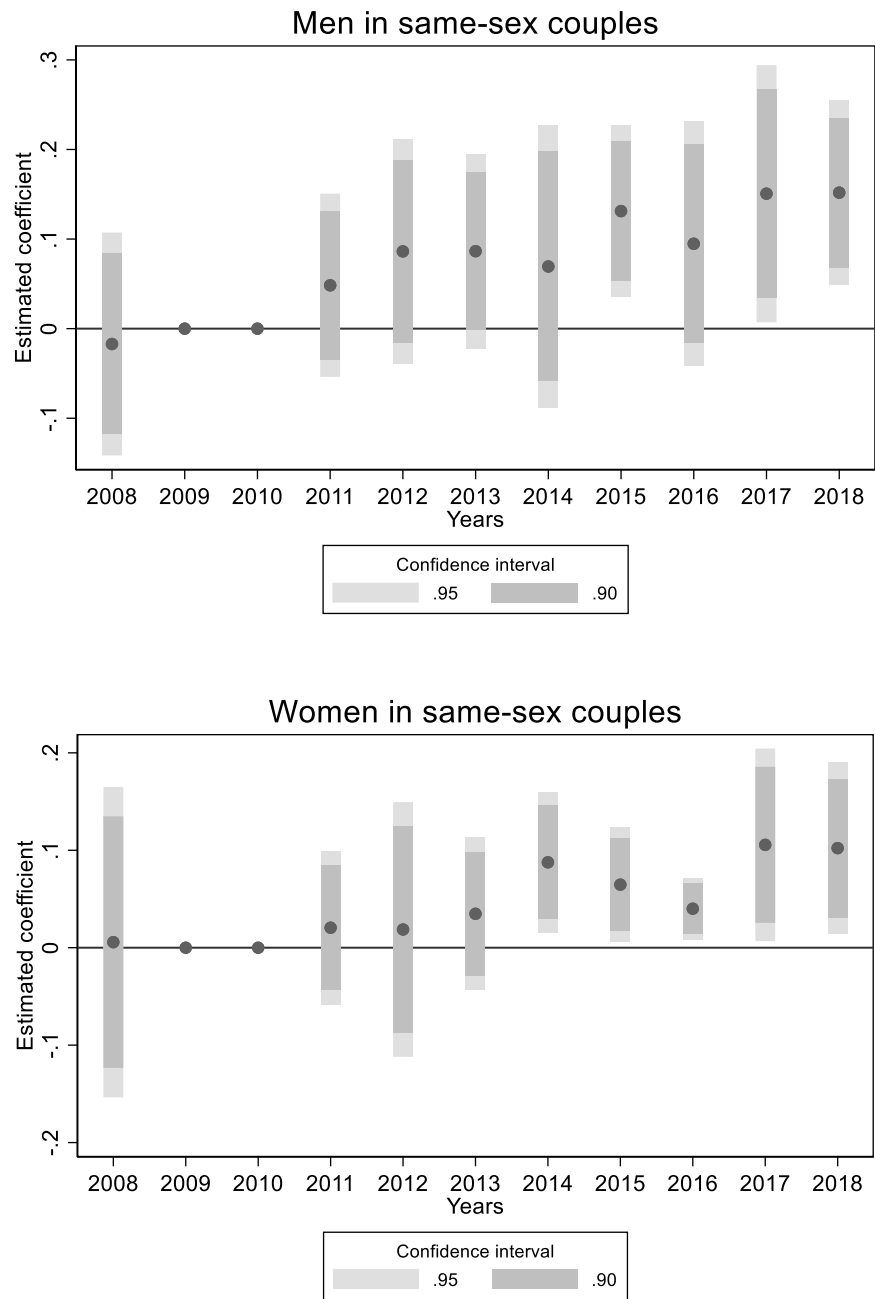 Men in same-sex couples
Estimated coefficient
.3
.2
.1
0
-.1
2008 2009 2010 2011 2012 2013 2014 2015 2016 2017 2018
Years
Confidence interval
.95 .90
Women in same-sex couples
Estimated coefficient
.2
.1
0
-.1
-.2
2008 2009 2010 2011 2012 2013 2014 2015 2016 2017 2018
Years
Confidence interval
.95 .90